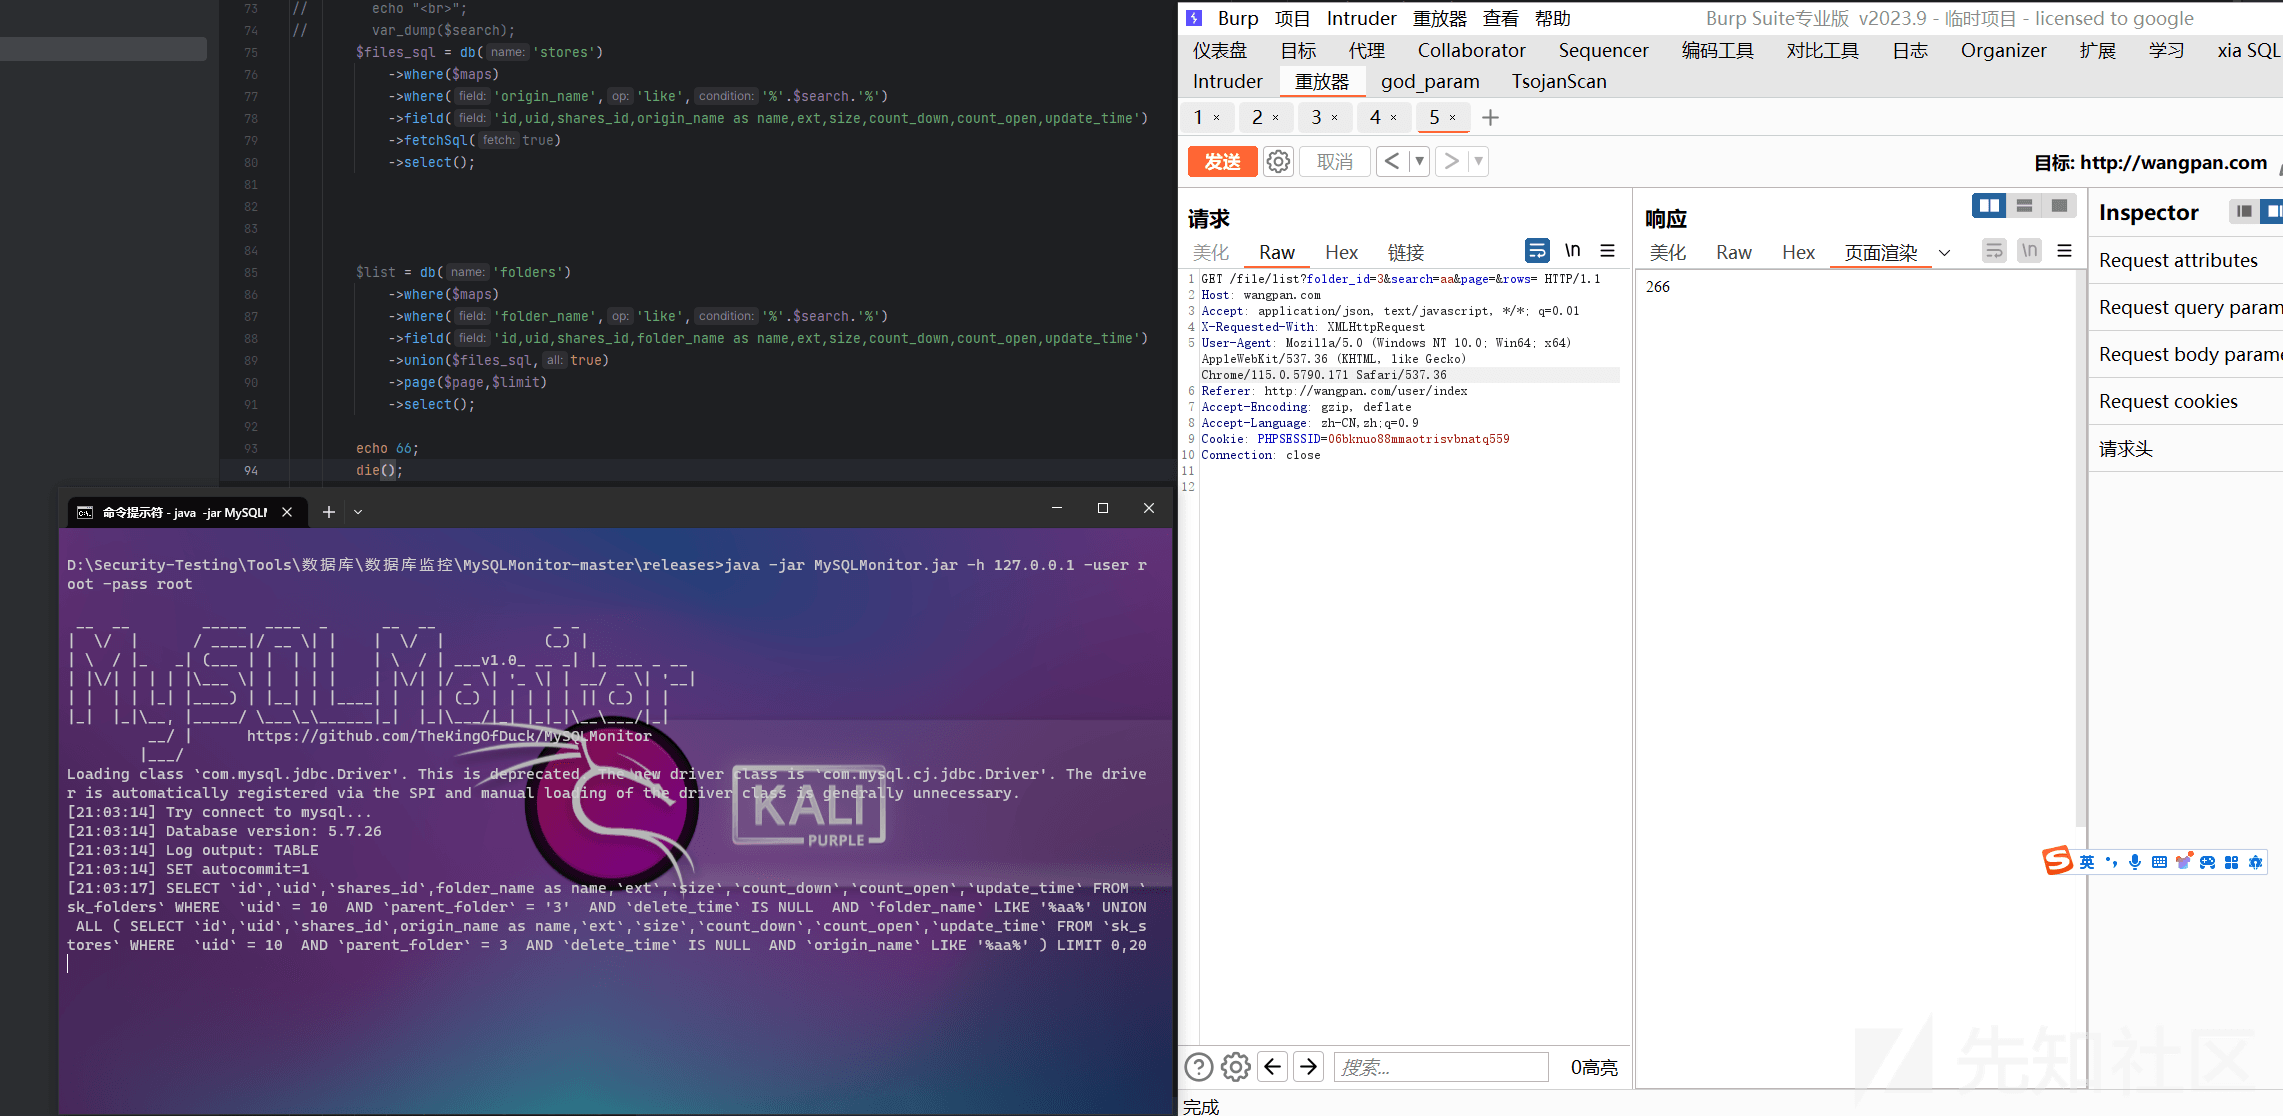 73 // echo "<br>";
74 // var_dump($search);
75 $files_sql = db( name: 'stores')
76 ->where($maps)
77 ->where( field: 'origin_name', op: 'like', condition: '%'.$search.'%')
78 ->field( field: 'id,uid,shares_id,origin_name as name,ext,size,count_down,count_open,update_time')
79 ->fetchSql( fetch: true)
80 ->select();
81
82
83
84
85 $list = db( name: 'folders')
86 ->where($maps)
87 ->where( field: 'folder_name', op: 'like', condition: '%'.$search.'%')
88 ->field( field: 'id,uid,shares_id,folder_name as name,ext,size,count_down,count_open,update_time')
89 ->union($files_sql, all: true)
90 ->page($page,$limit)
91 ->select();
92
93 echo 66;
94 die();
命令提示符 - java -jar MySQLM
D:\Security-Testing\Tools\数据库\数据库监控\MySQLMonitor-master\releases>java -jar MySQLMonitor.jar -h 127.0.0.1 -user r
oot -pass root
v1.0
https://github.com/TheKingOfDuck/MySQLMonitor
Loading class `com.mysql.jdbc.Driver'. This is deprecated. The new driver class is `com.mysql.cj.jdbc.Driver'. The drive
r is automatically registered via the SPI and manual loading of the driver class is generally unnecessary.
[21:03:14] Try connect to mysql...
[21:03:14] Database version: 5.7.26
[21:03:14] Log output: TABLE
[21:03:14] SET autocommit=1
[21:03:17] SELECT `id`,`uid`,`shares_id`,folder_name as name,`ext`,`size`,`count_down`,`count_open`,`update_time` FROM `
sk_folders` WHERE  `uid` = 10  AND `parent_folder` = '3'  AND `delete_time` IS NULL  AND `folder_name` LIKE '%aa%' UNION
 ALL ( SELECT `id`,`uid`,`shares_id`,origin_name as name,`ext`,`size`,`count_down`,`count_open`,`update_time` FROM `sk_s
tores` WHERE  `uid` = 10  AND `parent_folder` = 3  AND `delete_time` IS NULL  AND `origin_name` LIKE '%aa%' ) LIMIT 0,20
KALI
PURPLE
Burp 项目 Intruder 重放器 查看 帮助 Burp Suite专业版 v2023.9 - 临时项目 - licensed to google
仪表盘 目标 代理 Collaborator Sequencer 编码工具 对比工具 日志 Organizer 扩展 学习 xia SQL
Intruder 重放器 god_param TsojanScan
1 × 2 × 3 × 4 × 5 × +
发送 取消 < ▼ > ▼ 目标: http://wangpan.com
请求
美化 Raw Hex 链接 \n
1 GET /file/list?folder_id=3&search=aa&page=&rows= HTTP/1.1
2 Host: wangpan.com
3 Accept: application/json, text/javascript, */*; q=0.01
4 X-Requested-With: XMLHttpRequest
5 User-Agent: Mozilla/5.0 (Windows NT 10.0; Win64; x64)
AppleWebKit/537.36 (KHTML, like Gecko)
Chrome/115.0.5790.171 Safari/537.36
6 Referer: http://wangpan.com/user/index
7 Accept-Encoding: gzip, deflate
8 Accept-Language: zh-CN,zh;q=0.9
9 Cookie: PHPSESSID=06bknuo88mmaotrisvbnatq559
10 Connection: close
11
12
搜索... 0高亮
完成
响应
美化 Raw Hex 页面渲染 \n
266
Inspector
Request attributes
Request query param
Request body parame
Request cookies
请求头
英
先知社区